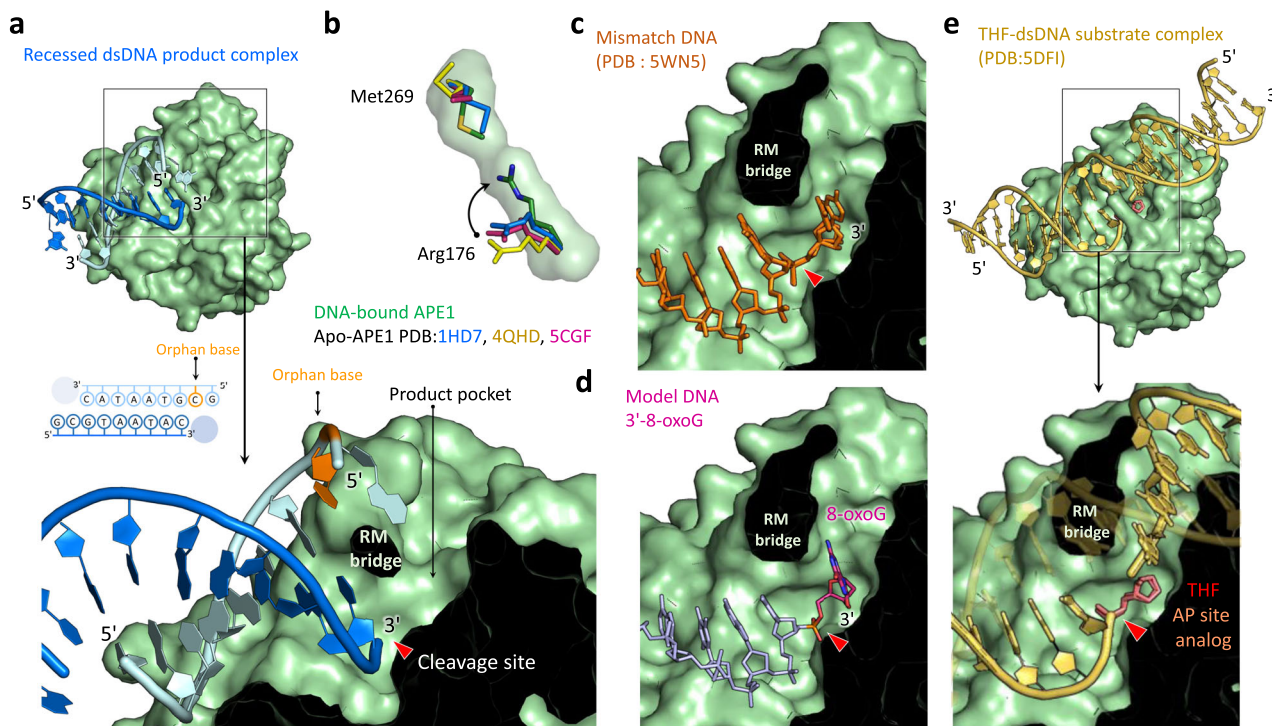 a
Recessed dsDNA product complex
5'
5'
3'
3'
Orphan base
3'
5'
C A T A A T G C G
G C G T A A T A C
5'
3'
Orphan base
Product pocket
5'
RM
bridge
5'
3'
Cleavage site
b
Met269
Arg176
DNA-bound APE1
Apo-APE1 PDB:1HD7, 4QHD, 5CGF
c
Mismatch DNA
(PDB : 5WN5)
RM
bridge
3'
d
Model DNA
3'-8-oxoG
8-oxoG
RM
bridge
3'
e
THF-dsDNA substrate complex
(PDB:5DFI)
5'
3'
3'
5'
RM
bridge
THF
AP site
analog